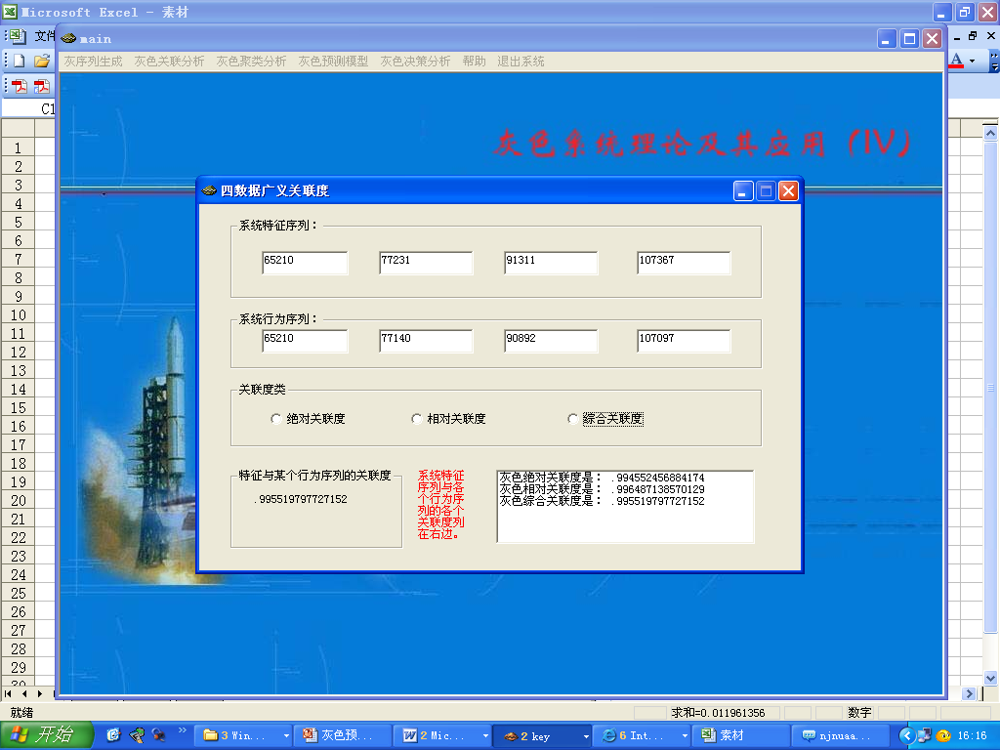 Microsoft Excel - 素材
文件
main
灰序列生成 灰色关联分析 灰色聚类分析 灰色预测模型 灰色决策分析 帮助 退出系统
A
C1
灰色系统理论及其应用（IV）
四数据广义关联度
系统特征序列：
65210 77231 91311 107367
系统行为序列：
65210 77140 90892 107097
关联度类
绝对关联度 相对关联度 综合关联度
特征与某个行为序列的关联度
.995519797727152
系统特征
序列与各
个行为序
列的各个
关联度列
在右边。
灰色绝对关联度是： .994552456884174
灰色相对关联度是： .996487138570129
灰色综合关联度是： .995519797727152
1
2
3
4
5
6
7
8
9
10
11
12
13
14
15
16
17
18
19
20
21
22
23
24
25
26
27
28
29
30
就绪 求和=0.011961356 数字
开始 3 Win... 灰色预... 2 Mic... 2 key 6 Int... 素材 njnuaa... 16:16